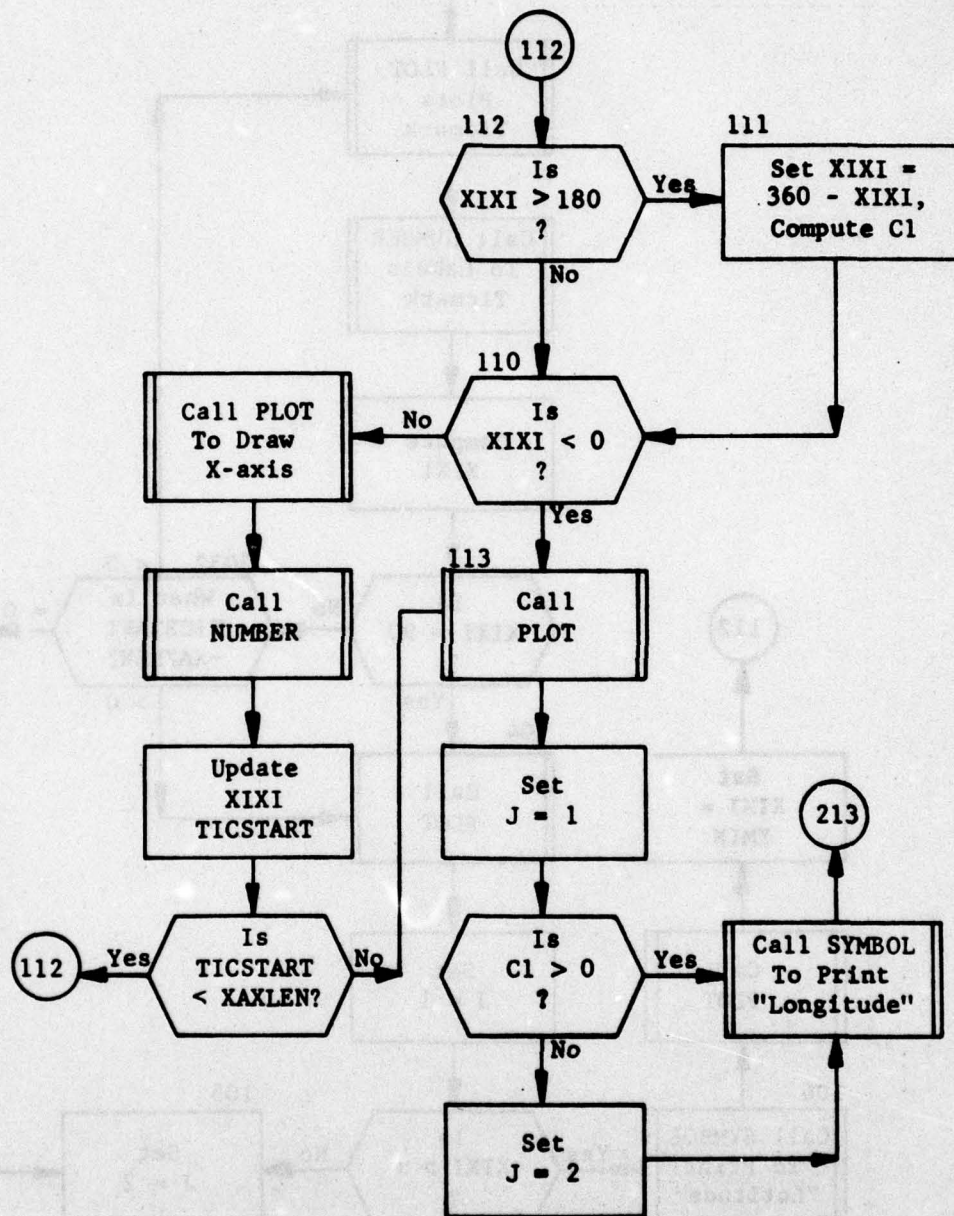 112
112
Is
XIXI > 180
?
Yes
No
111
Set XIXI =
360 - XIXI,
Compute C1
110
Is
XIXI < 0
?
No
Yes
Call PLOT
To Draw
X-axis
Call
NUMBER
Update
XIXI
TICSTART
Is
TICSTART
< XAXLEN?
Yes
No
112
113
Call
PLOT
Set
J = 1
Is
C1 > 0
?
Yes
No
Set
J = 2
Call SYMBOL
To Print
"Longitude"
213